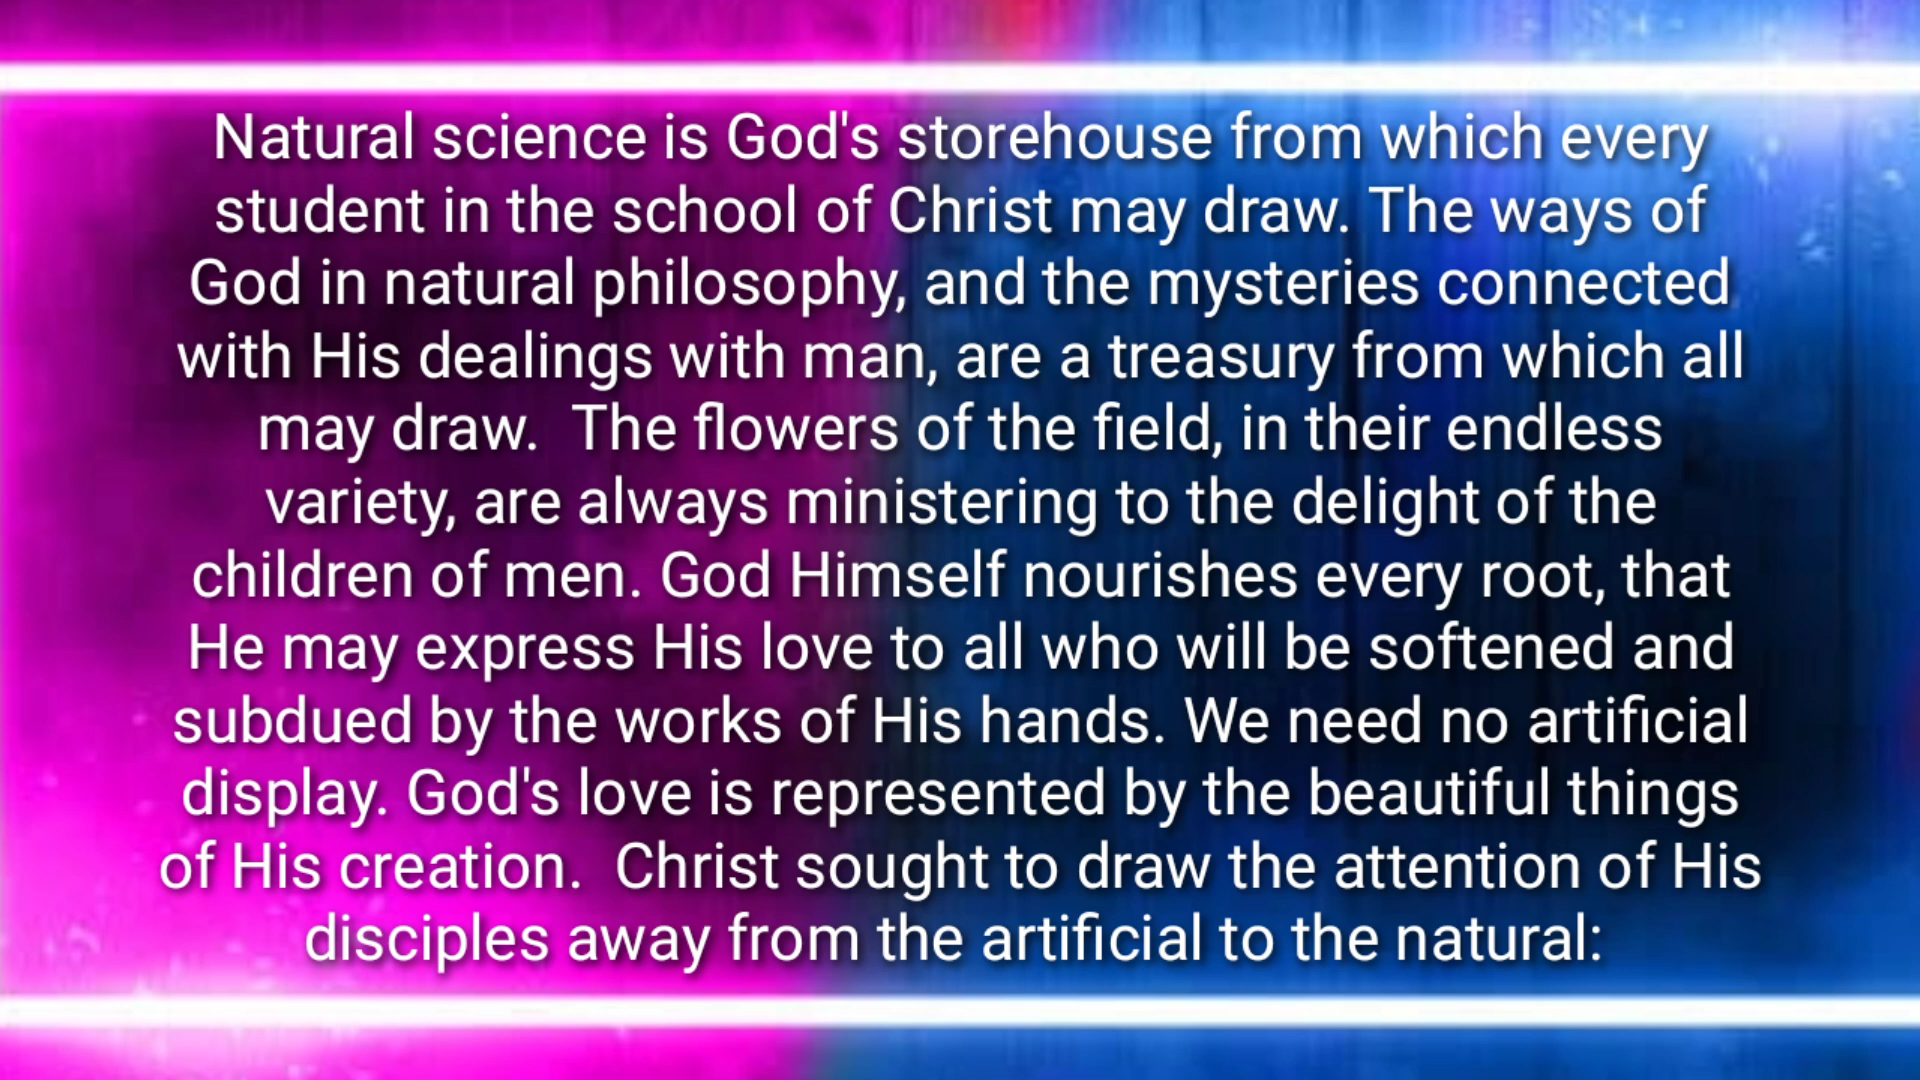 Natural science is God's storehouse from which every
student in the school of Christ may draw. The ways of
God in natural philosophy, and the mysteries connected
with His dealings with man, are a treasury from which all
may draw.  The flowers of the field, in their endless
variety, are always ministering to the delight of the
children of men. God Himself nourishes every root, that
He may express His love to all who will be softened and
subdued by the works of His hands. We need no artificial
display. God's love is represented by the beautiful things
of His creation.  Christ sought to draw the attention of His
disciples away from the artificial to the natural: